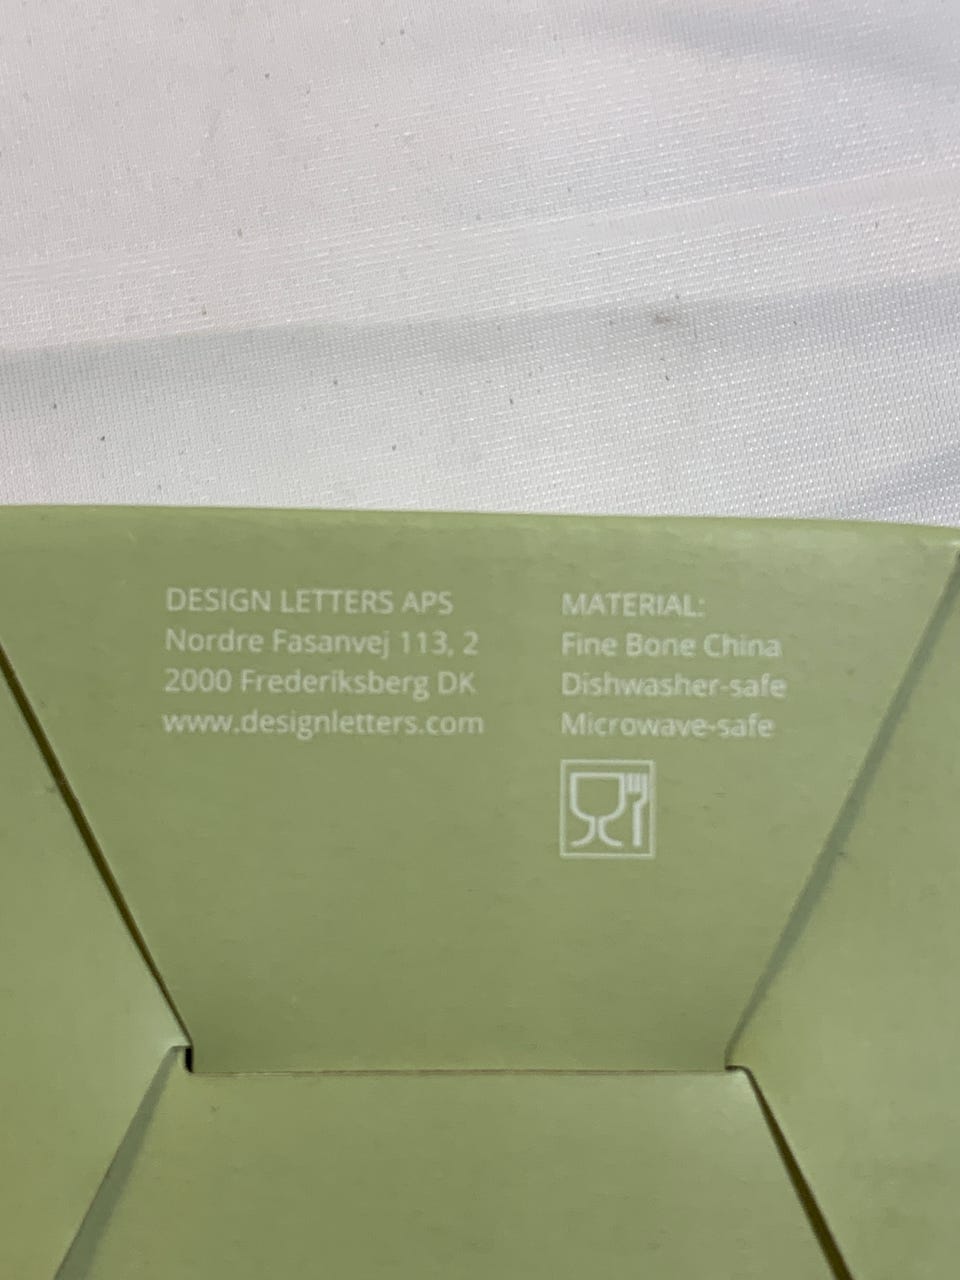 DESIGN LETTERS APS
Nordre Fasanvej 113, 2
2000 Frederiksberg DK
www.designletters.com
MATERIAL:
Fine Bone China
Dishwasher-safe
Microwave-safe